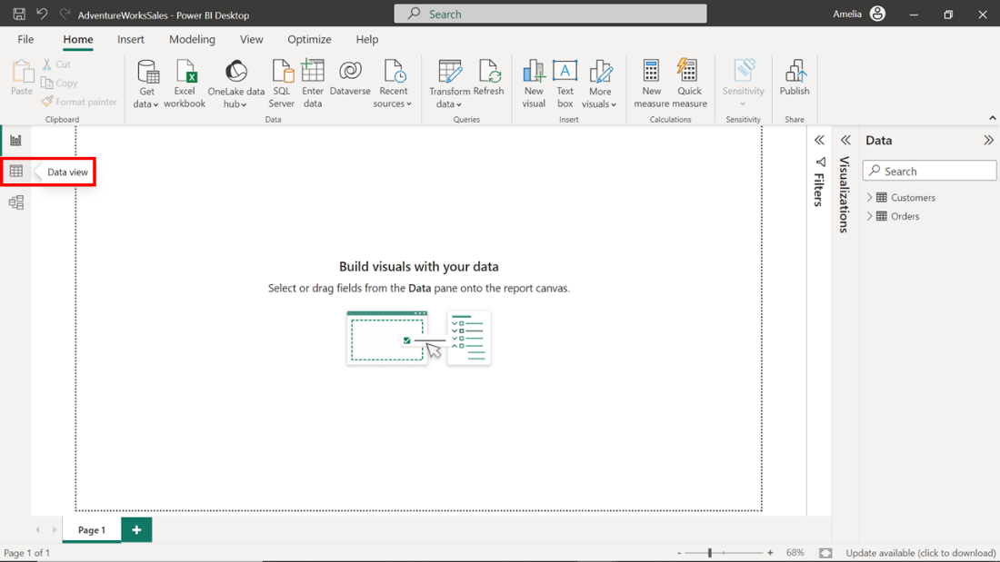 AdventureWorksSales - Power BI Desktop
Search
Amelia
File Home Insert Modeling View Optimize Help
Paste
Cut
Copy
Format painter
Clipboard
Get data
Excel workbook
OneLake data hub
SQL Server
Enter data
Dataverse
Recent sources
Data
Transform data
Refresh
Queries
New visual
Text box
More visuals
Insert
New measure
Quick measure
Calculations
Sensitivity
Sensitivity
Publish
Share
Data view
Build visuals with your data
Select or drag fields from the Data pane onto the report canvas.
Filters
Visualizations
Data
Search
Customers
Orders
Page 1
+
Page 1 of 1
- + 68%
Update available (click to download)